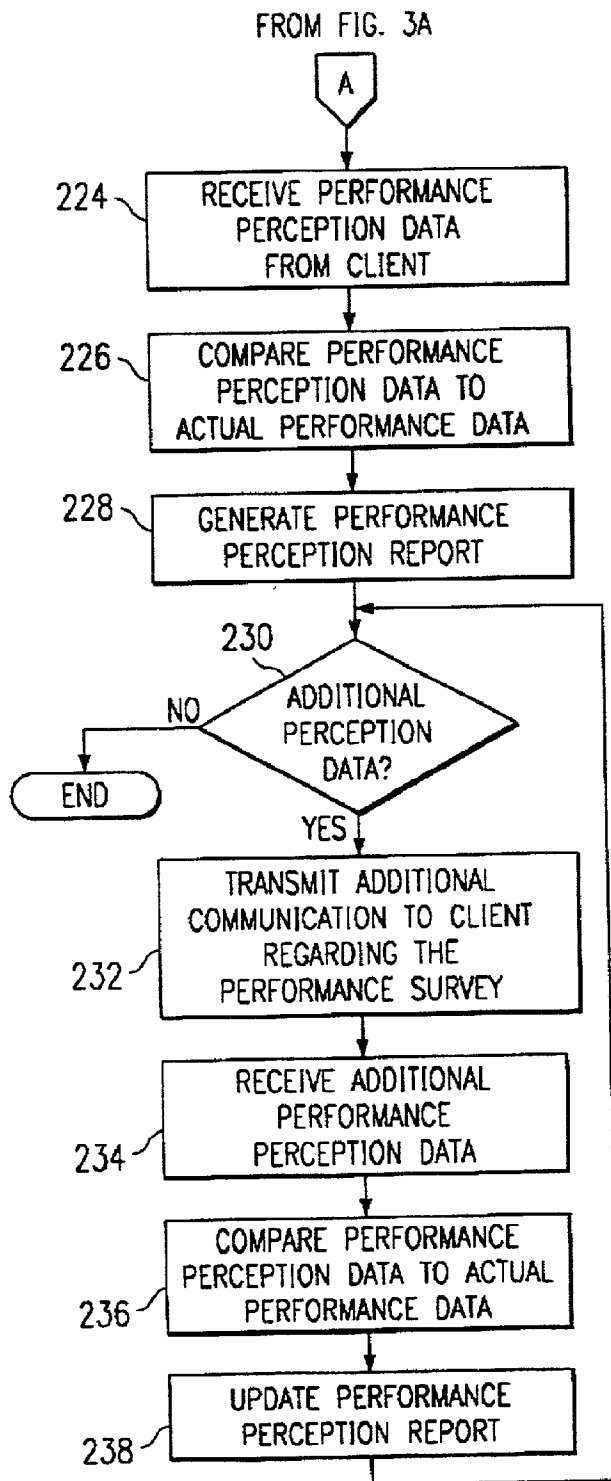 FROM FIG. 3A
A
224
RECEIVE PERFORMANCE
PERCEPTION DATA
FROM CLIENT
226
COMPARE PERFORMANCE
PERCEPTION DATA TO
ACTUAL PERFORMANCE DATA
228
GENERATE PERFORMANCE
PERCEPTION REPORT
230
ADDITIONAL
PERCEPTION
DATA?
NO
END
YES
232
TRANSMIT ADDITIONAL
COMMUNICATION TO CLIENT
REGARDING THE
PERFORMANCE SURVEY
234
RECEIVE ADDITIONAL
PERFORMANCE
PERCEPTION DATA
236
COMPARE PERFORMANCE
PERCEPTION DATA TO ACTUAL
PERFORMANCE DATA
238
UPDATE PERFORMANCE
PERCEPTION REPORT